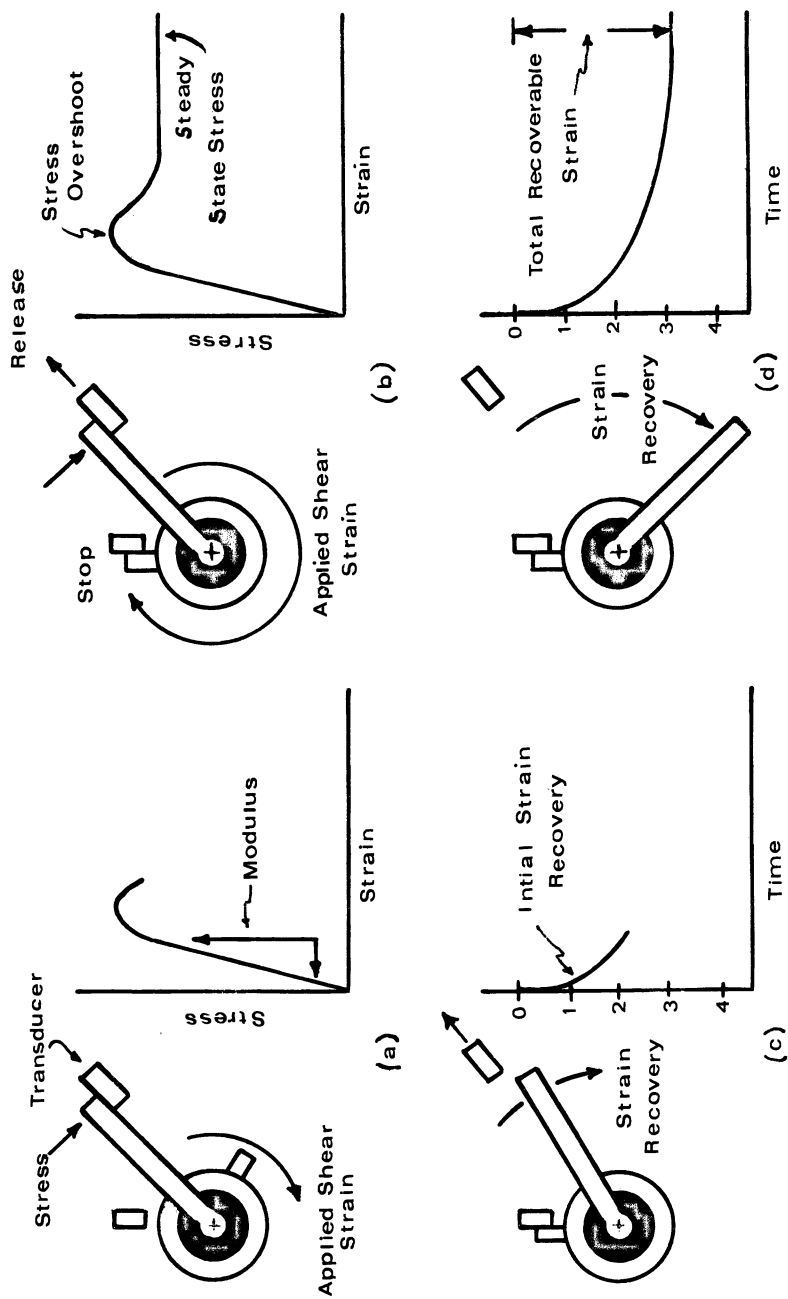 Stress
Transducer
Applied Shear
Strain
Stress
Modulus
Strain
(a)
Stop
Release
Applied Shear
Strain
Stress
Stress
Overshoot
Steady
State Stress
Strain
(b)
Strain
Recovery
0
1
2
3
4
Intial Strain
Recovery
Time
(c)
Strain
Recovery
0
1
2
3
4
Total Recoverable
Strain
Time
(d)